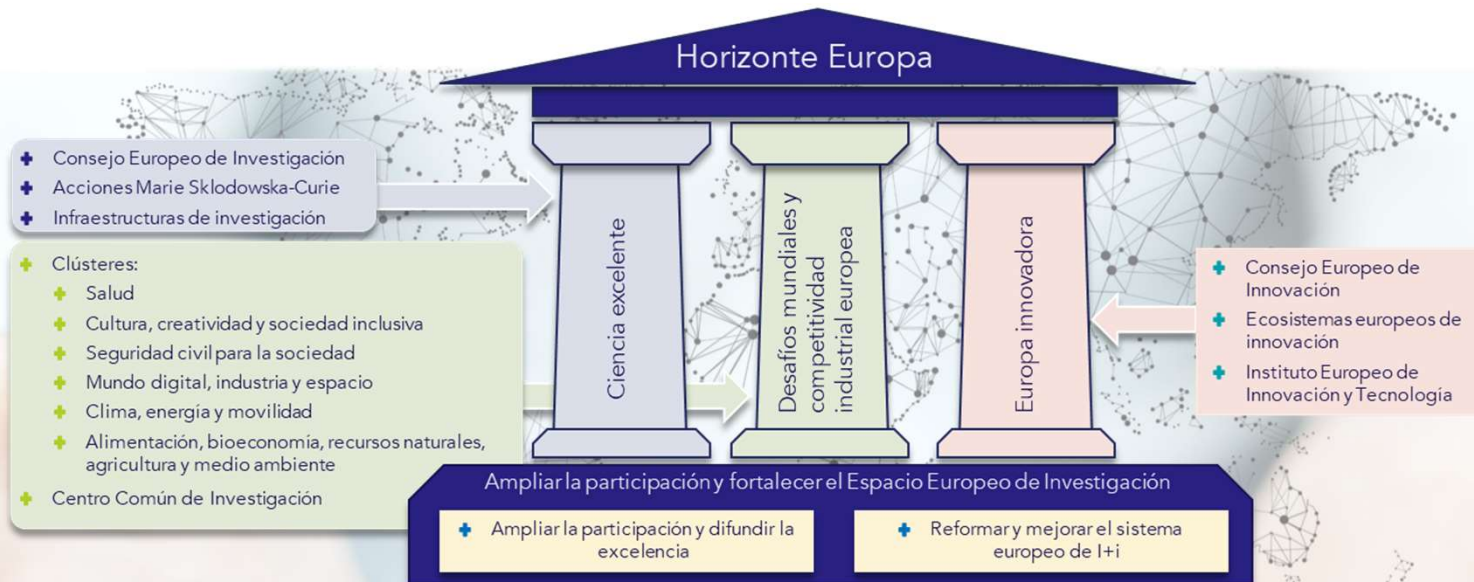 Horizonte Europa
Consejo Europeo de Investigación
Acciones Marie Sklodowska-Curie
Infraestructuras de investigación
Clústeres:
Salud
Cultura, creatividad y sociedad inclusiva
Seguridad civil para la sociedad
Mundo digital, industria y espacio
Clima, energía y movilidad
Alimentación, bioeconomía, recursos naturales,
agricultura y medio ambiente
Centro Común de Investigación
Ciencia excelente
Desafíos mundiales y
competitividad
industrial europea
Europa innovadora
Consejo Europeo de
Innovación
Ecosistemas europeos de
innovación
Instituto Europeo de
Innovación y Tecnología
Ampliar la participación y fortalecer el Espacio Europeo de Investigación
Ampliar la participación y difundir la
excelencia
Reformar y mejorar el sistema
europeo de I+i